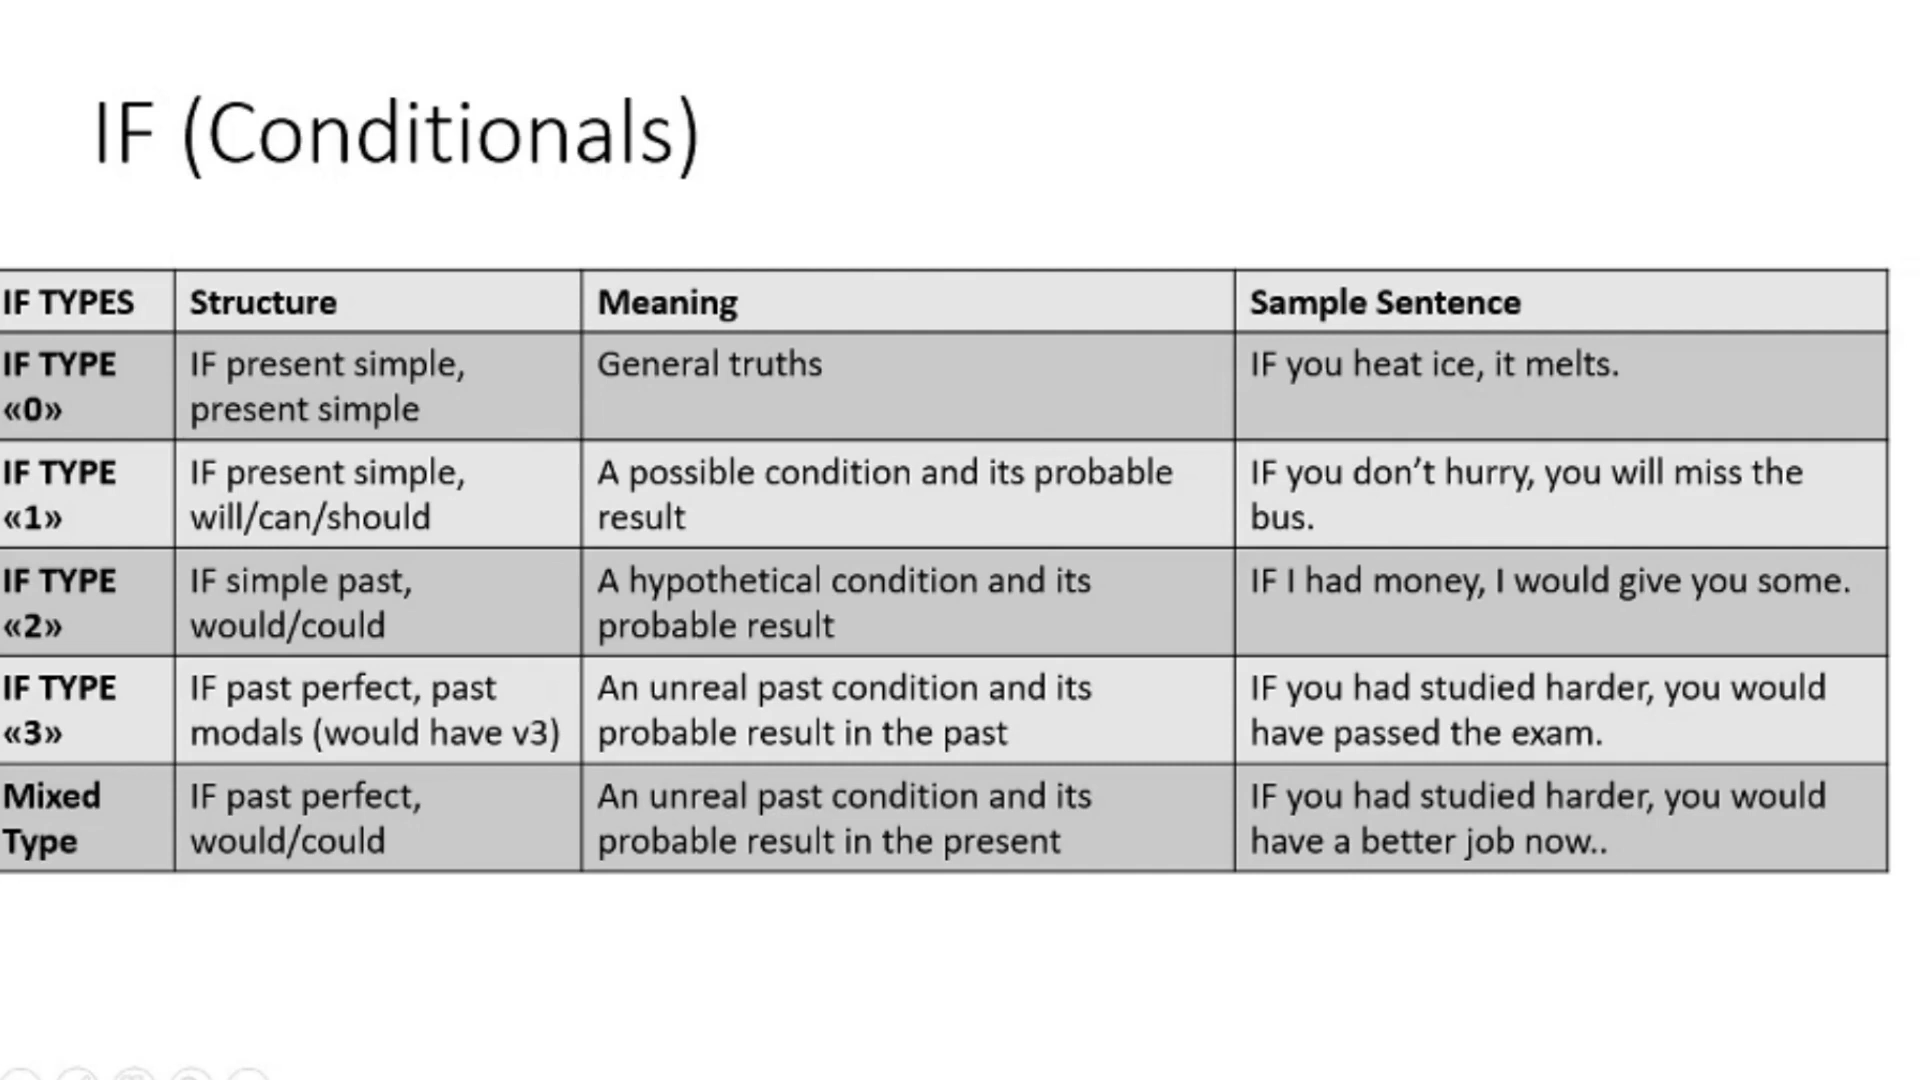 IF (Conditionals)
IF TYPES Structure Meaning Sample Sentence
IF TYPE «0»
IF present simple, present simple
General truths
IF you heat ice, it melts.
IF TYPE «1»
IF present simple, will/can/should
A possible condition and its probable result
IF you don’t hurry, you will miss the bus.
IF TYPE «2»
IF simple past, would/could
A hypothetical condition and its probable result
IF I had money, I would give you some.
IF TYPE «3»
IF past perfect, past modals (would have v3)
An unreal past condition and its probable result in the past
IF you had studied harder, you would have passed the exam.
Mixed Type
IF past perfect, would/could
An unreal past condition and its probable result in the present
IF you had studied harder, you would have a better job now..